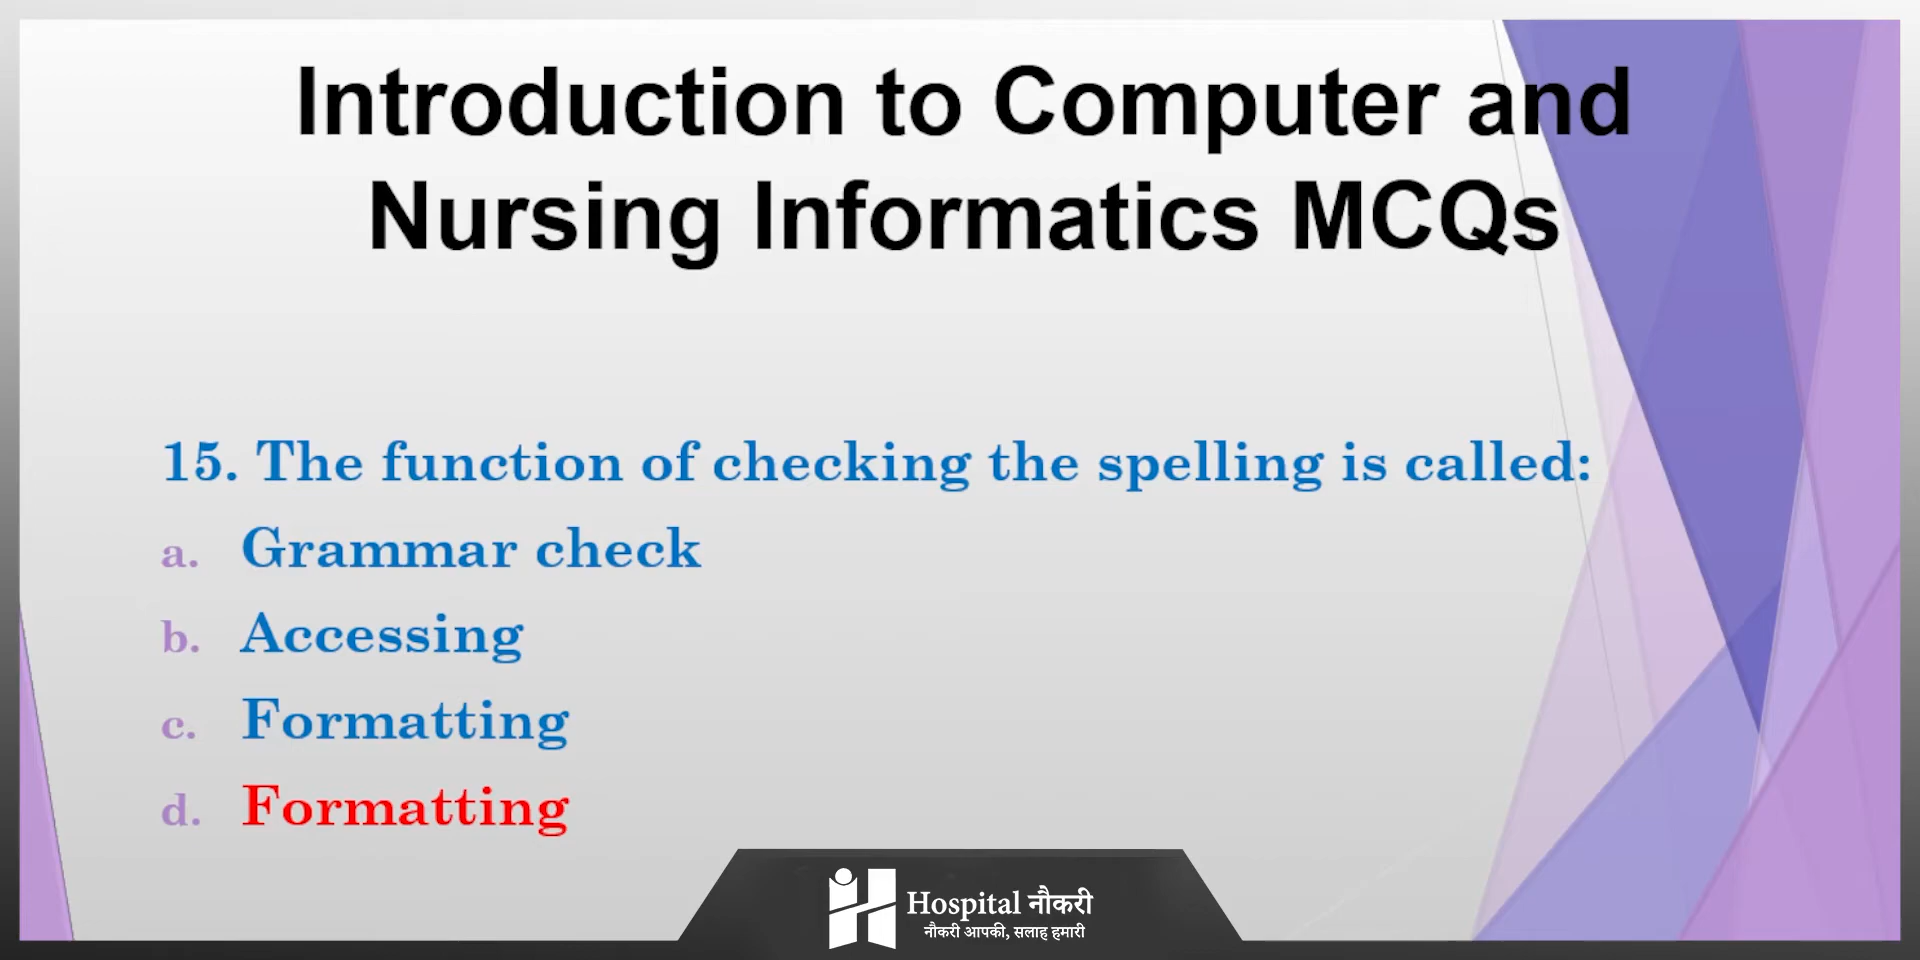 Introduction to Computer and
Nursing Informatics MCQs
15. The function of checking the spelling is called:
a. Grammar check
b. Accessing
c. Formatting
d. Formatting
Hospital नौकरी
नौकरी आपकी, सलाह हमारी